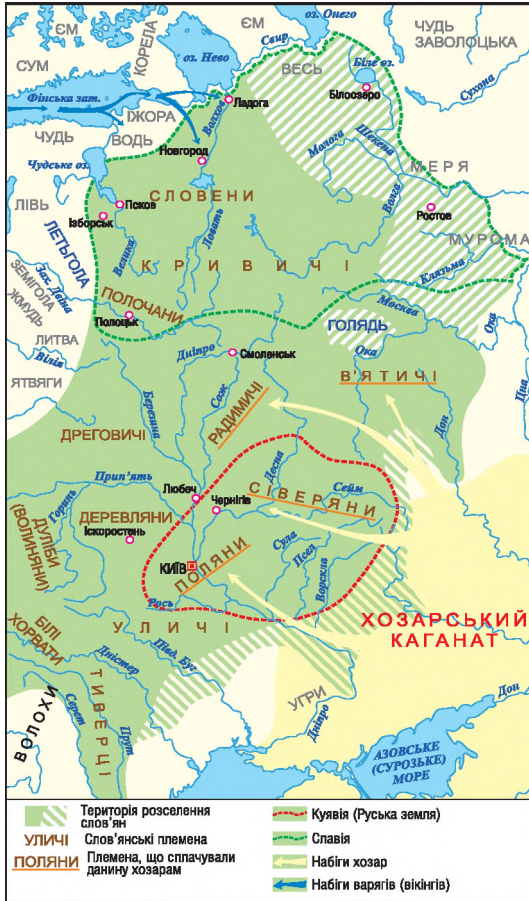 ЄМ
ЄМ
СУМ
КОРЕЛА
оз. Нево
Свир
оз. Онего
ЧУДЬ
ЗАВОЛОЦЬКА
ВЕСЬ
Біле оз.
Білоозеро
Сухона
Фінська зат.
ІЖОРА
Ладога
Волхов
ЧУДЬ
ВОДЬ
Новгород
Молога
Шексна
Чудське оз.
МЕРЯ
СЛОВЕНИ
Волга
ЛІВЬ
Псков
Ізборськ
Ростов
Ловать
ЛЕТЬГОЛА
Велика
МУРОМА
КРИВИЧІ
Клязьма
ЗЕМІГОЛА
Зах. Двіна
ЖМУДЬ
ПОЛОЧАНИ
Полоцьк
Москва
ГОЛЯДЬ
Ока
ЛИТВА
Дніпро
Смоленськ
Ока
Вілія
ЯТВЯГИ
В'ЯТИЧІ
Березина
Сож
РАДИМИЧІ
Дон
Цна
ДРЕГОВИЧІ
Десна
Прип'ять
Любеч
Чернігів
СІВЕРЯНИ
Сейм
Горинь
ДЕРЕВЛЯНИ
Іскоростень
ДУЛІБИ
(ВОЛИНЯНИ)
КИЇВ
ПОЛЯНИ
Сула
Псел
Ворскла
Рось
ХОЗАРСЬКИЙ
КАГАНАТ
УЛИЧІ
БІЛІ
ХОРВАТИ
Дністер
Півд. Буг
ВОЛОХИ
ТИВЕРЦІ
Серет
Прут
УГРИ
Дніпро
Дон
АЗОВСЬКЕ
(СУРОЗЬКЕ)
МОРЕ
Територія розселення
слов'ян
УЛИЧІ Слов'янські племена
ПОЛЯНИ Племена, що сплачували
данину хозарам
Куявія (Руська земля)
Славія
Набіги хозар
Набіги варягів (вікінгів)